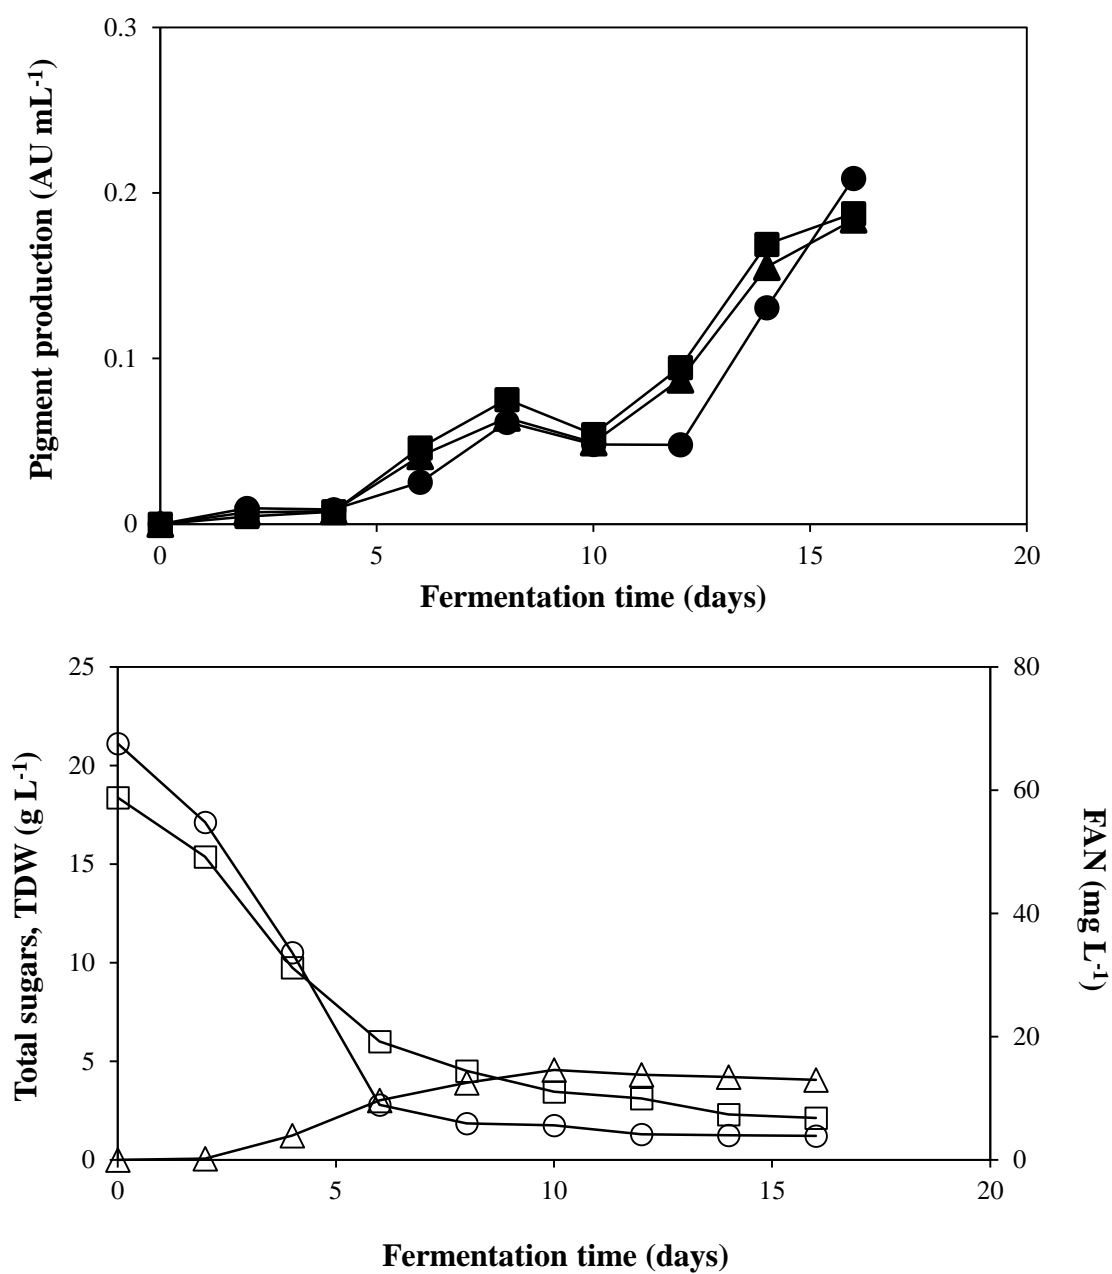 Pigment production (AU mL-1)
0.3
0.2
0.1
0
0 5 10 15 20
Fermentation time (days)
Total sugars, TDW (g L-1)
25
20
15
10
5
0
80
60
40
20
0
FAN (mg L-1)
0 5 10 15 20
Fermentation time (days)